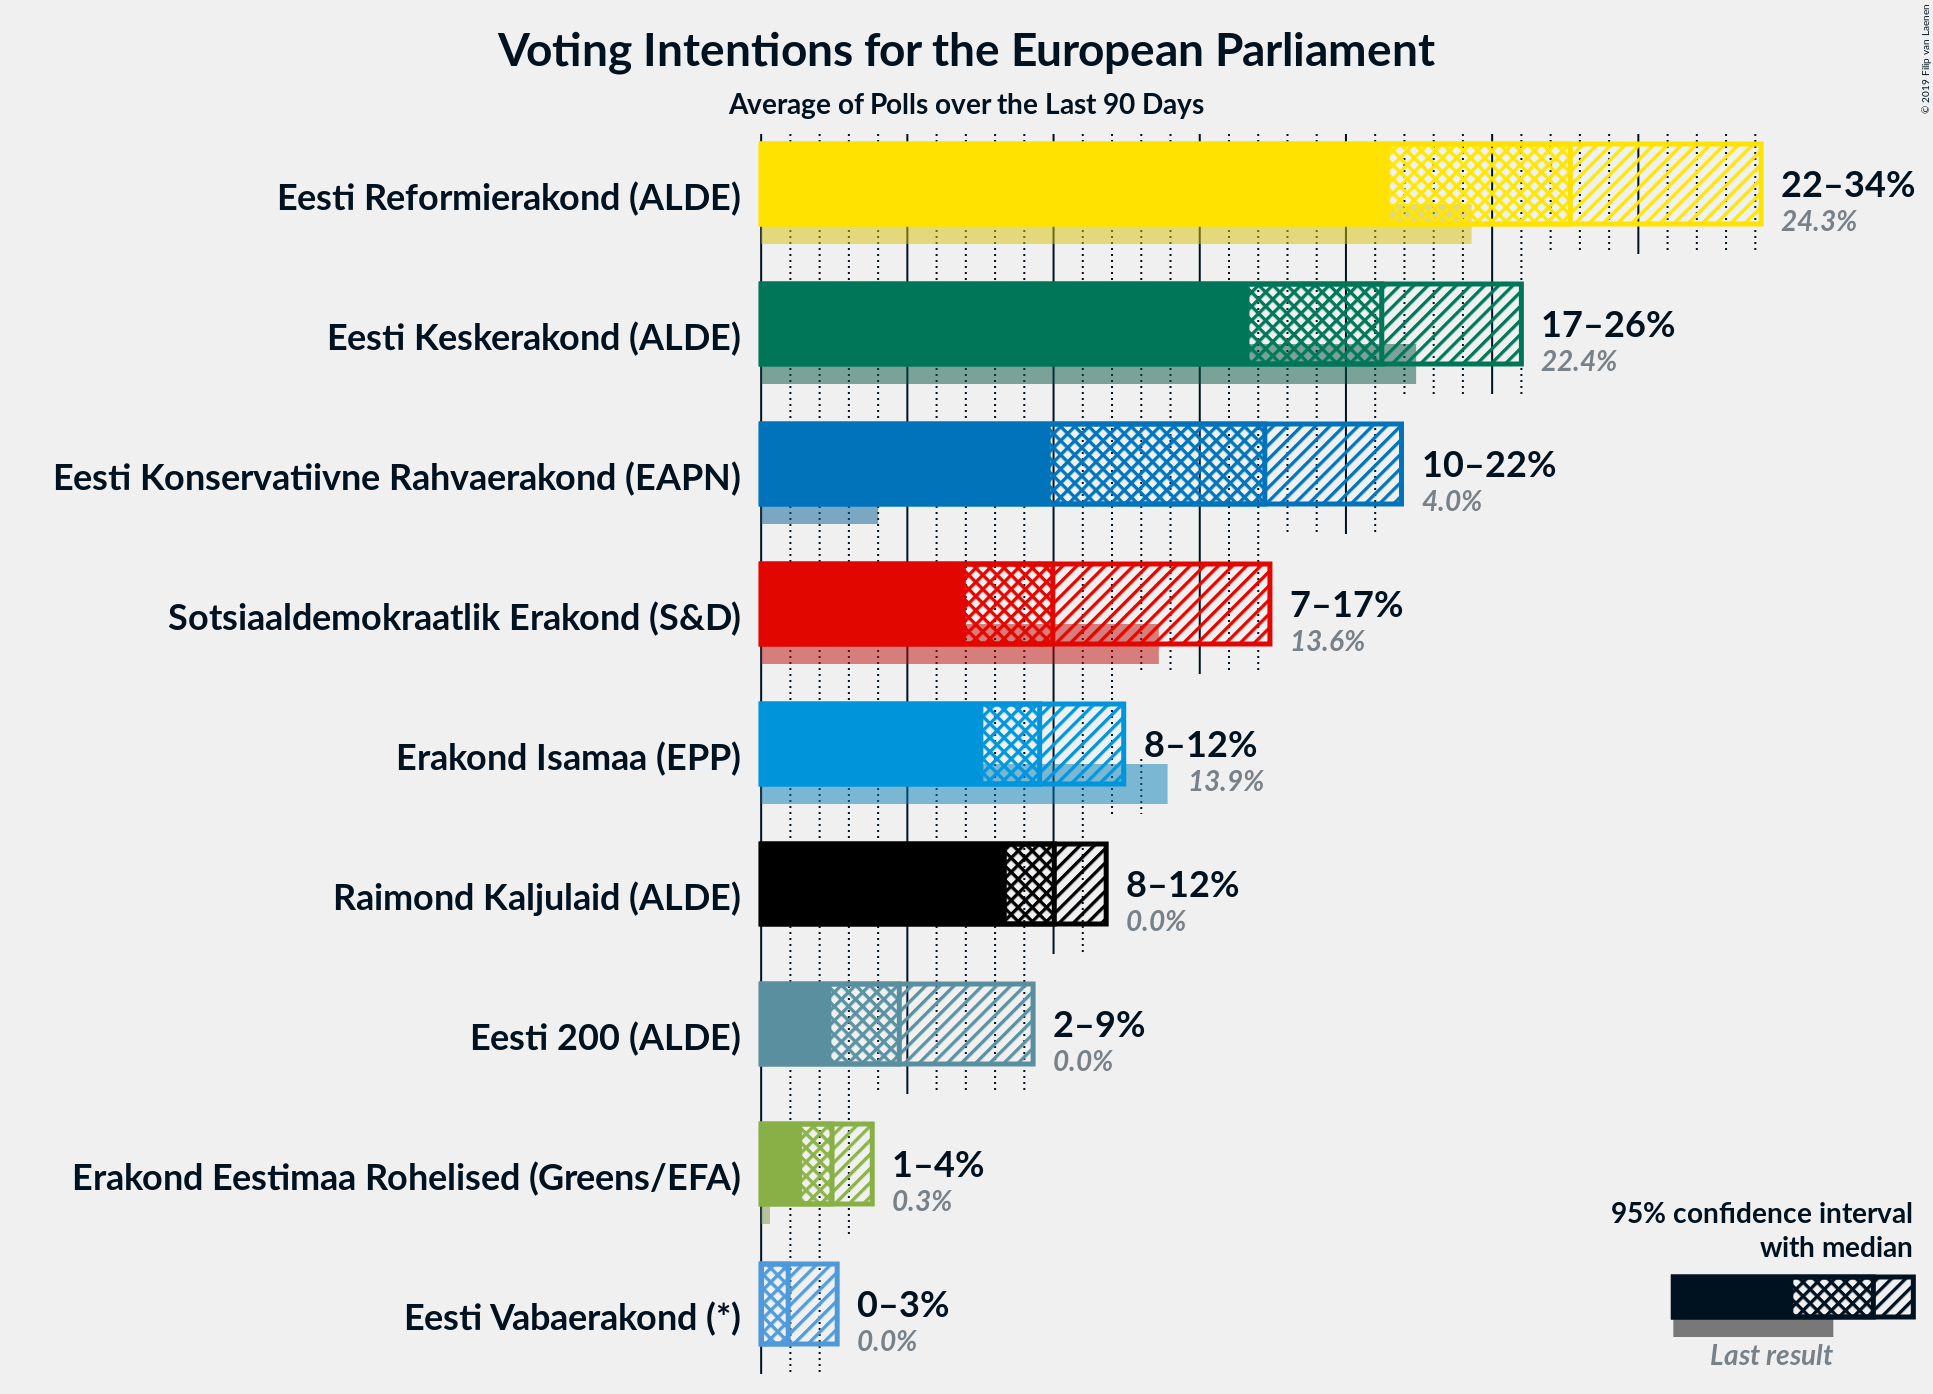 Voting Intentions for the European Parliament
Average of Polls over the Last 90 Days
© 2019 Filip van Laenen
Eesti Reformierakond (ALDE)
22–34%
24.3%
Eesti Keskerakond (ALDE)
17–26%
22.4%
Eesti Konservatiivne Rahvaerakond (EAPN)
10–22%
4.0%
Sotsiaaldemokraatlik Erakond (S&D)
7–17%
13.6%
Erakond Isamaa (EPP)
8–12%
13.9%
Raimond Kaljulaid (ALDE)
8–12%
0.0%
Eesti 200 (ALDE)
2–9%
0.0%
Erakond Eestimaa Rohelised (Greens/EFA)
1–4%
0.3%
Eesti Vabaerakond (*)
0–3%
0.0%
95% confidence interval
with median
Last result